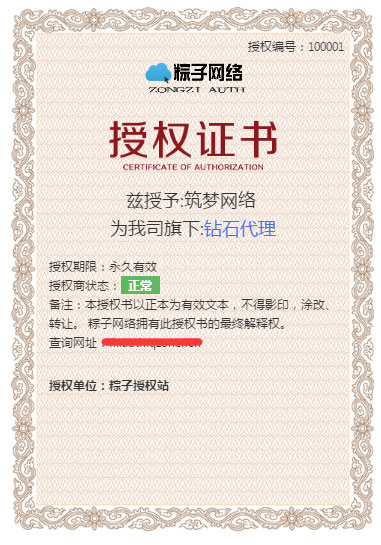 授权编号：100001
粽子网络
ZONGZI AUTH
授权证书
CERTIFICATE OF AUTHORIZATION
兹授予:筑梦网络
为我司旗下:钻石代理
授权期限：永久有效
授权商状态： 正常
备注：本授权书以正本为有效文本，不得影印，涂改、
转让。 粽子网络拥有此授权书的最终解释权。
查询网址
授权单位：粽子授权站